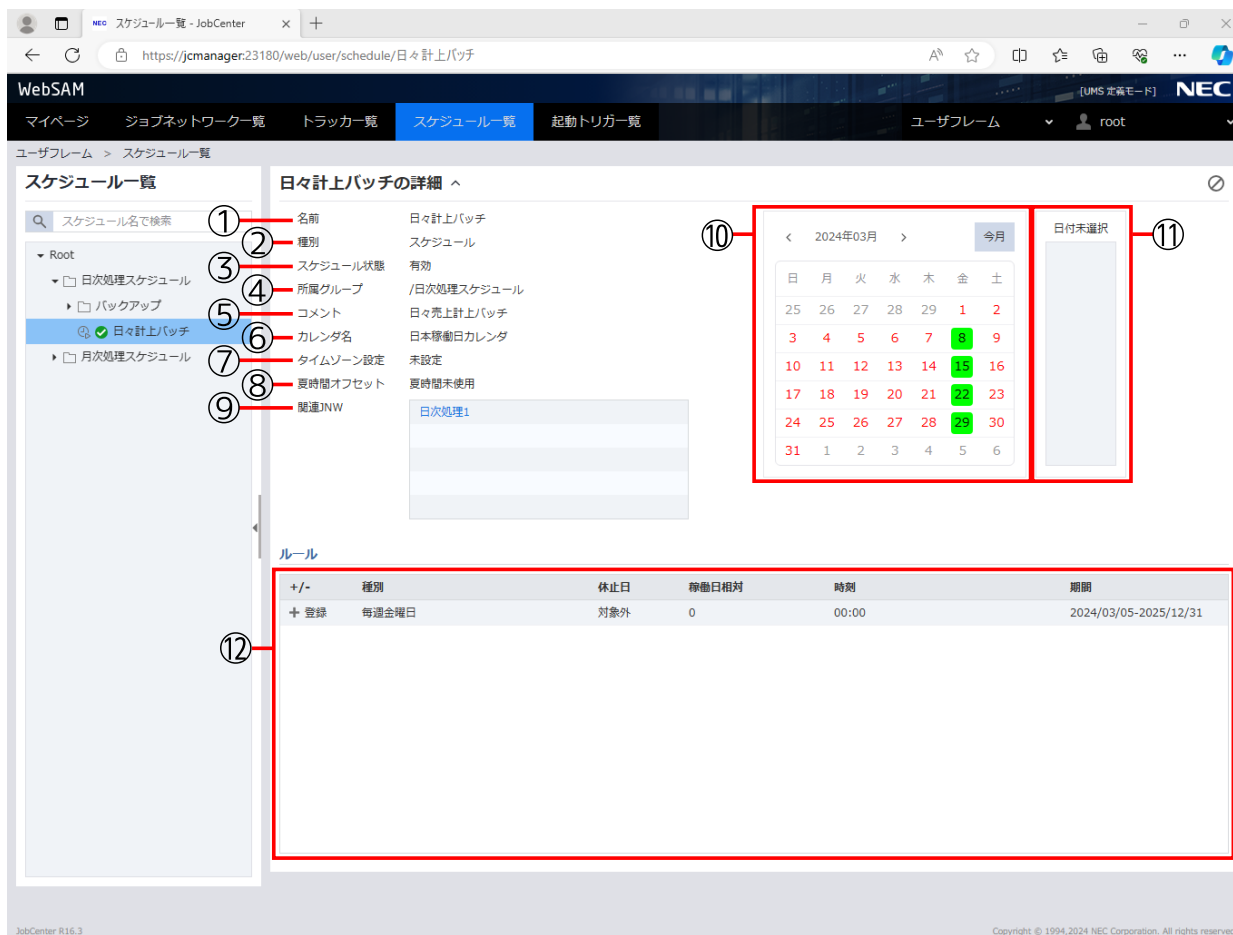 NEC スケジュール一覧 - JobCenter
https://jcmanager:23180/web/user/schedule/日々計上バッチ
WebSAM
[UMS 定義モード] NEC
マイページ ジョブネットワーク一覧 トラッカ一覧 スケジュール一覧 起動トリガ一覧 ユーザフレーム root
ユーザフレーム > スケジュール一覧
スケジュール一覧
スケジュール名で検索
Root
日次処理スケジュール
バックアップ
日々計上バッチ
月次処理スケジュール
日々計上バッチの詳細
① 名前 日々計上バッチ
② 種別 スケジュール
③ スケジュール状態 有効
④ 所属グループ /日次処理スケジュール
⑤ コメント 日々売上計上バッチ
⑥ カレンダ名 日本稼働日カレンダ
⑦ タイムゾーン設定 未設定
⑧ 夏時間オフセット 夏時間未使用
⑨ 関連JNW 日次処理1
⑩
< 2024年03月 > 今月
日 月 火 水 木 金 土
25 26 27 28 29 1 2
3 4 5 6 7 8 9
10 11 12 13 14 15 16
17 18 19 20 21 22 23
24 25 26 27 28 29 30
31 1 2 3 4 5 6
日付未選択
⑪
ルール
+/- 種別 休止日 稼働日相対 時刻 期間
+ 登録 毎週金曜日 対象外 0 00:00 2024/03/05-2025/12/31
⑫
JobCenter R16.3
Copyright © 1994,2024 NEC Corporation. All rights reserved